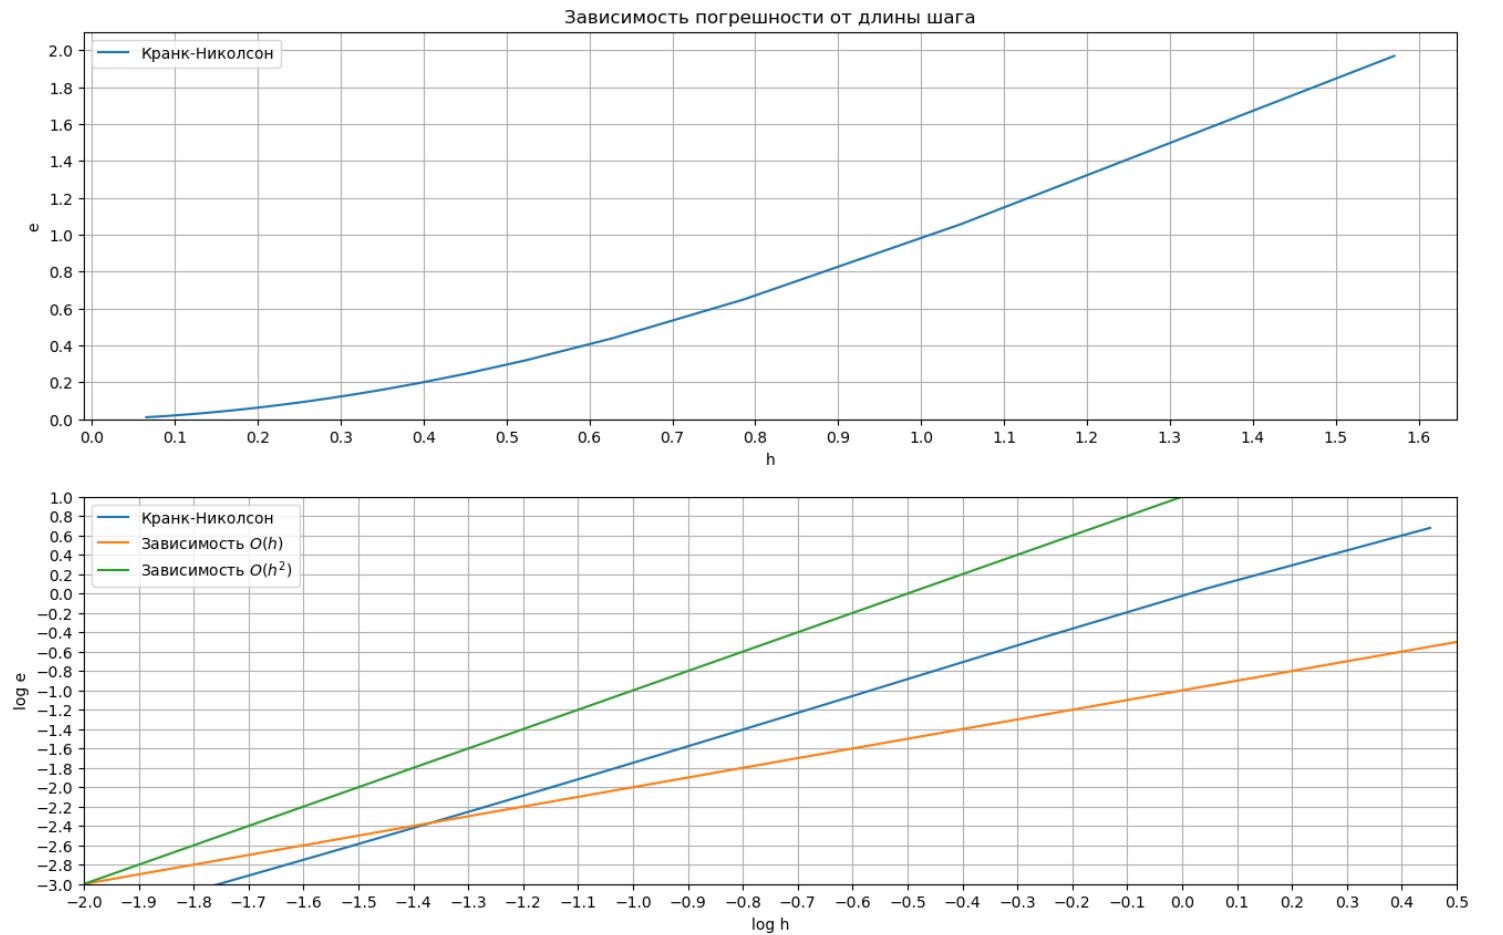 Зависимость погрешности от длины шага
Кранк-Николсон
e
2.0
1.8
1.6
1.4
1.2
1.0
0.8
0.6
0.4
0.2
0.0
0.0 0.1 0.2 0.3 0.4 0.5 0.6 0.7 0.8 0.9 1.0 1.1 1.2 1.3 1.4 1.5 1.6
h
Кранк-Николсон
Зависимость O(h)
Зависимость O(h²)
log e
1.0
0.8
0.6
0.4
0.2
0.0
−0.2
−0.4
−0.6
−0.8
−1.0
−1.2
−1.4
−1.6
−1.8
−2.0
−2.2
−2.4
−2.6
−2.8
−3.0
−2.0 −1.9 −1.8 −1.7 −1.6 −1.5 −1.4 −1.3 −1.2 −1.1 −1.0 −0.9 −0.8 −0.7 −0.6 −0.5 −0.4 −0.3 −0.2 −0.1 0.0 0.1 0.2 0.3 0.4 0.5
log h